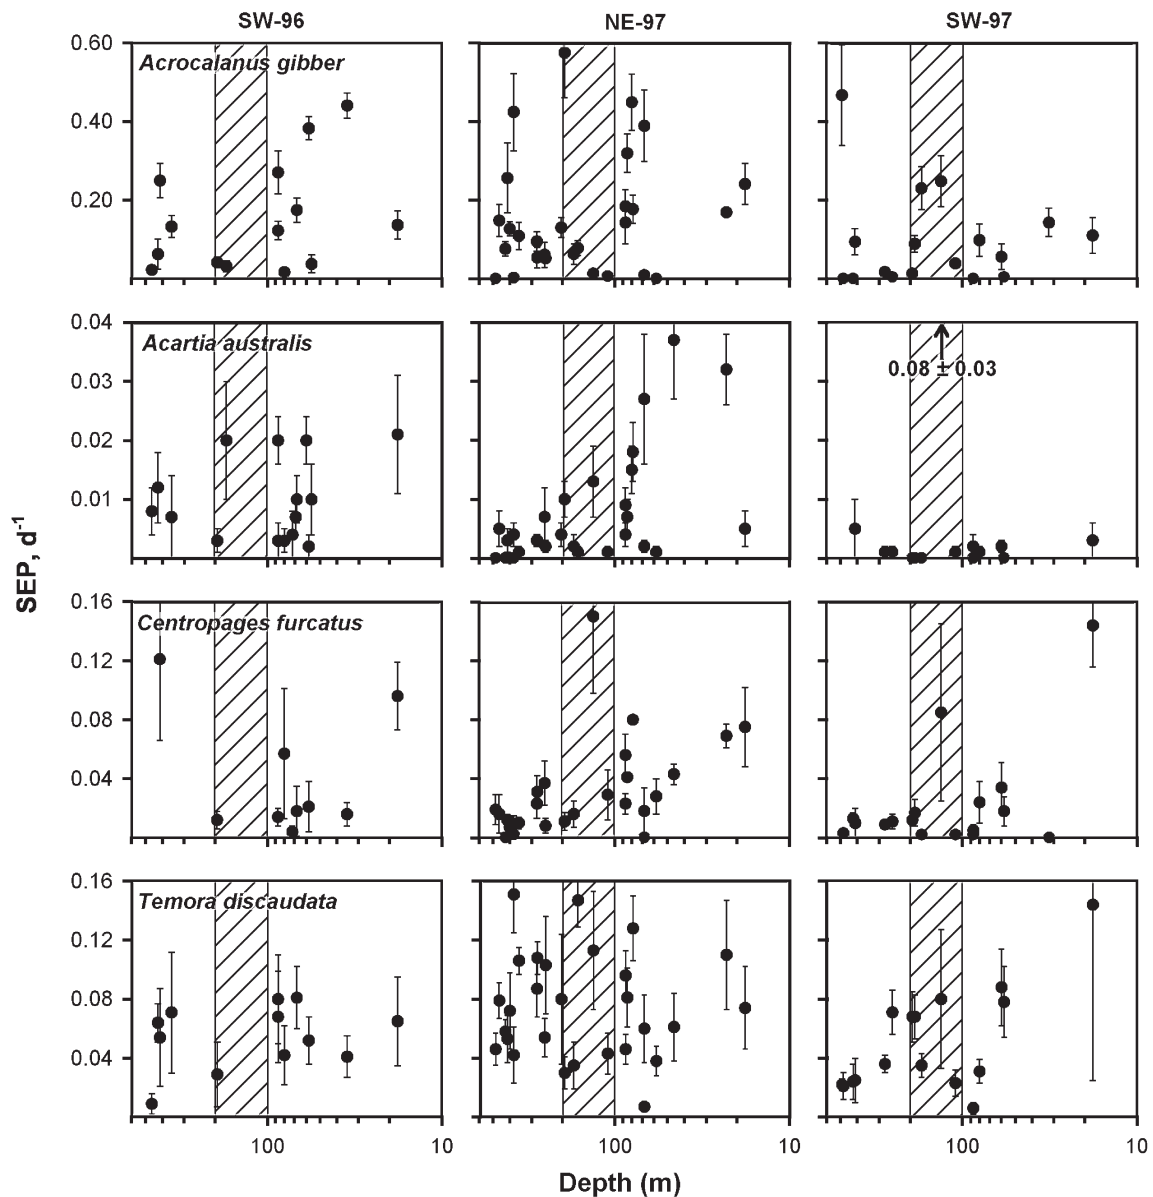 SW-96 NE-97 SW-97
0.60
Acrocalanus gibber
0.40
0.20
0.04
Acartia australis
0.08 ± 0.03
0.03
0.02
0.01
SEP, d-1
0.16
Centropages furcatus
0.12
0.08
0.04
0.16
Temora discaudata
0.12
0.08
0.04
100 10 100 10 100 10
Depth (m)